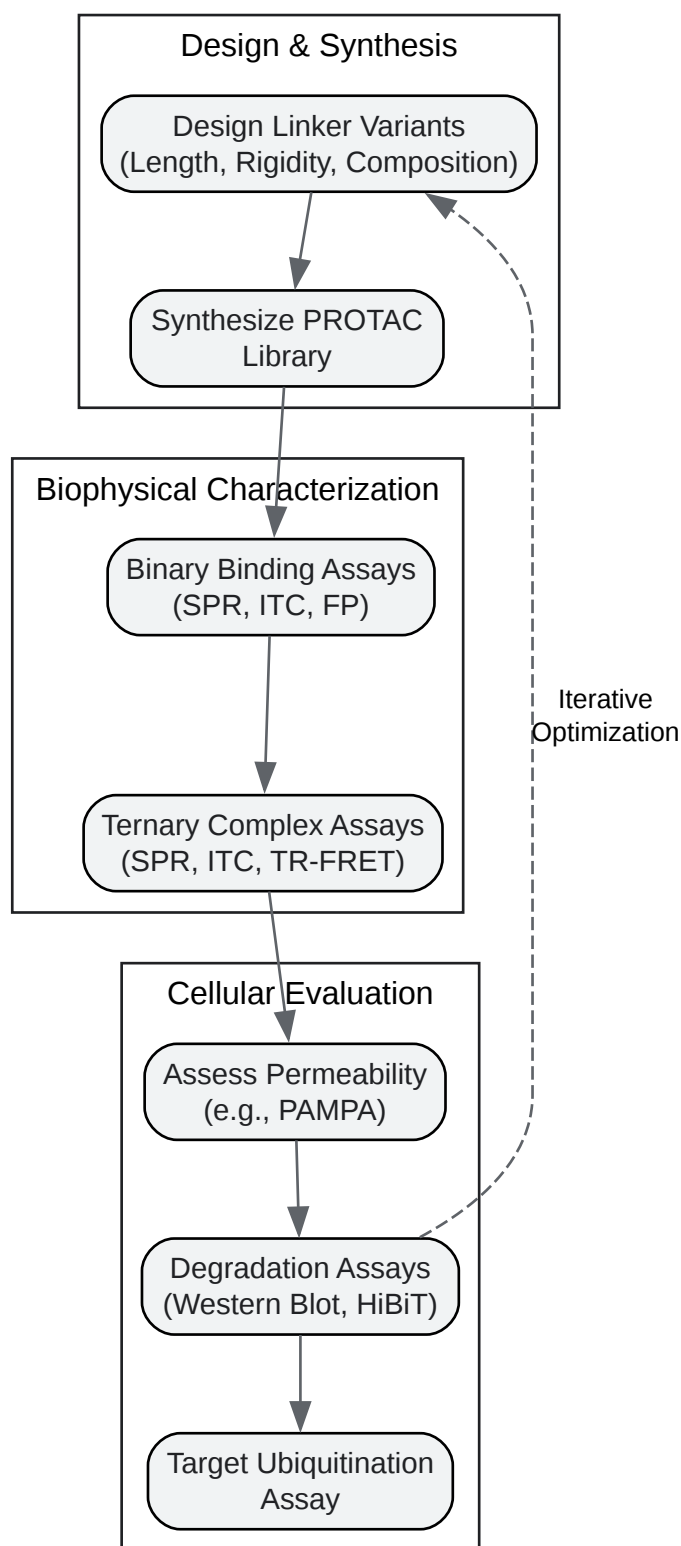 Design & Synthesis
Design Linker Variants
(Length, Rigidity, Composition)
Synthesize PROTAC
Library
Biophysical Characterization
Binary Binding Assays
(SPR, ITC, FP)
Iterative
Optimization
Ternary Complex Assays
(SPR, ITC, TR-FRET)
Cellular Evaluation
Assess Permeability
(e.g., PAMPA)
Degradation Assays
(Western Blot, HiBiT)
Target Ubiquitination
Assay